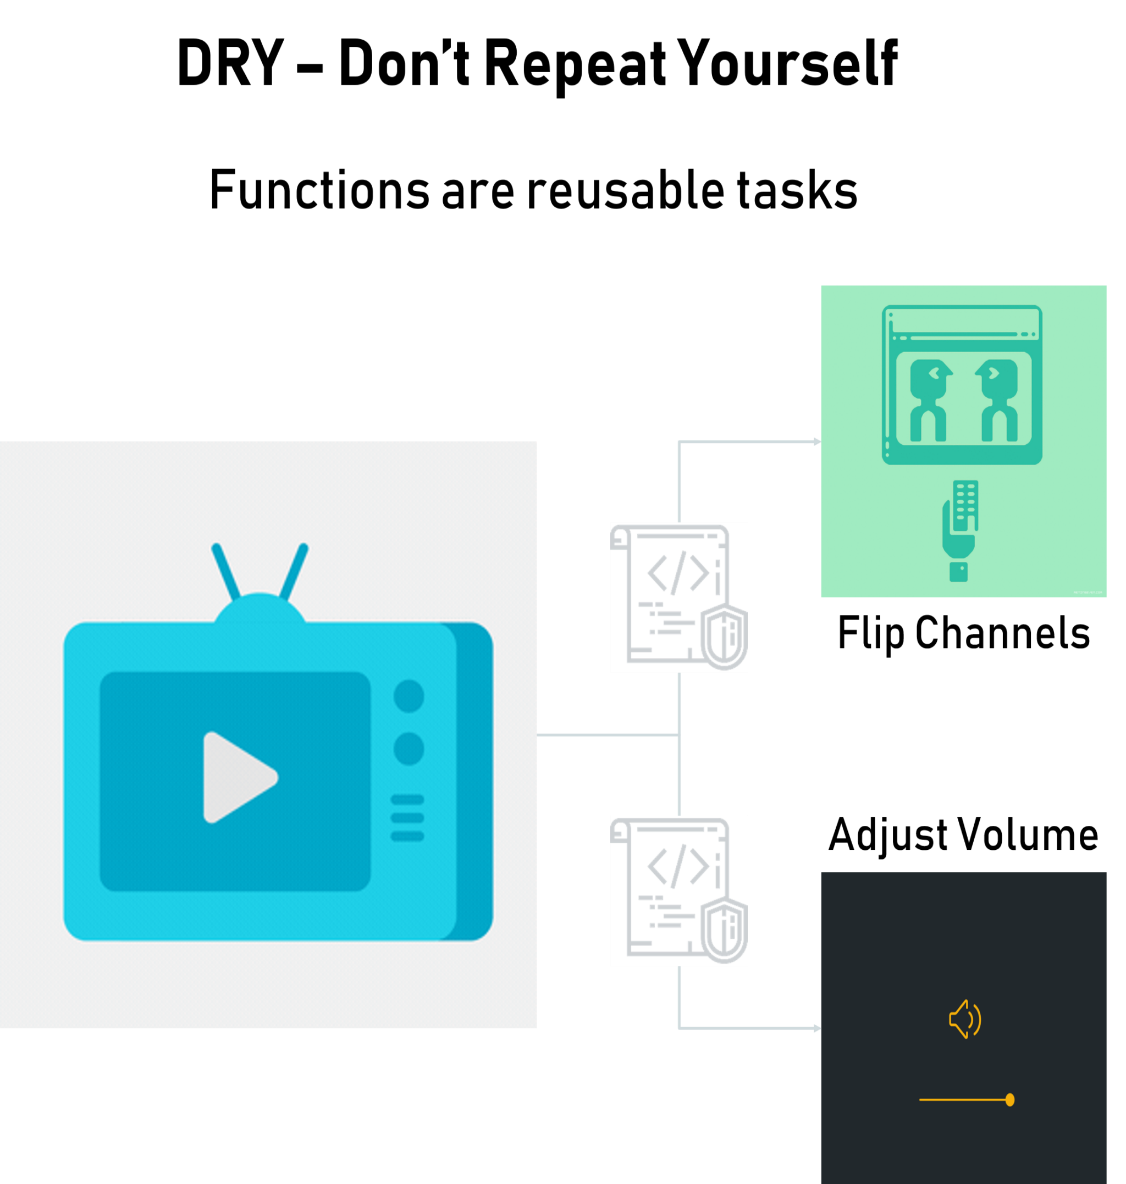 DRY – Don’t Repeat Yourself
Functions are reusable tasks
</>
Flip Channels
</>
Adjust Volume